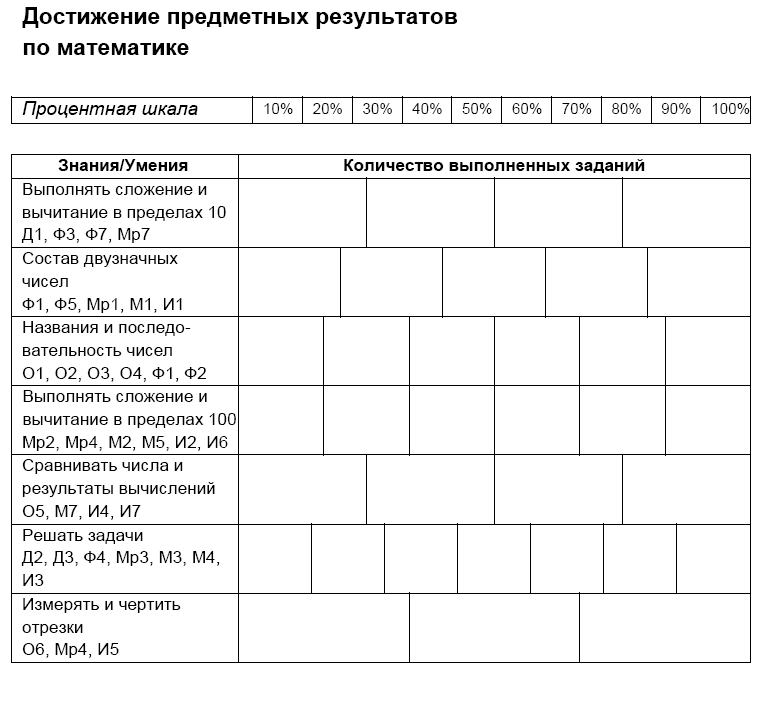 Достижение предметных результатов
по математике
Процентная шкала 10% 20% 30% 40% 50% 60% 70% 80% 90% 100%
Знания/Умения Количество выполненных заданий
Выполнять сложение и
вычитание в пределах 10
Д1, Ф3, Ф7, Мр7
Состав двузначных
чисел
Ф1, Ф5, Мр1, М1, И1
Названия и последо-
вательность чисел
О1, О2, О3, О4, Ф1, Ф2
Выполнять сложение и
вычитание в пределах 100
Мр2, Мр4, М2, М5, И2, И6
Сравнивать числа и
результаты вычислений
О5, М7, И4, И7
Решать задачи
Д2, Д3, Ф4, Мр3, М3, М4,
И3
Измерять и чертить
отрезки
О6, Мр4, И5